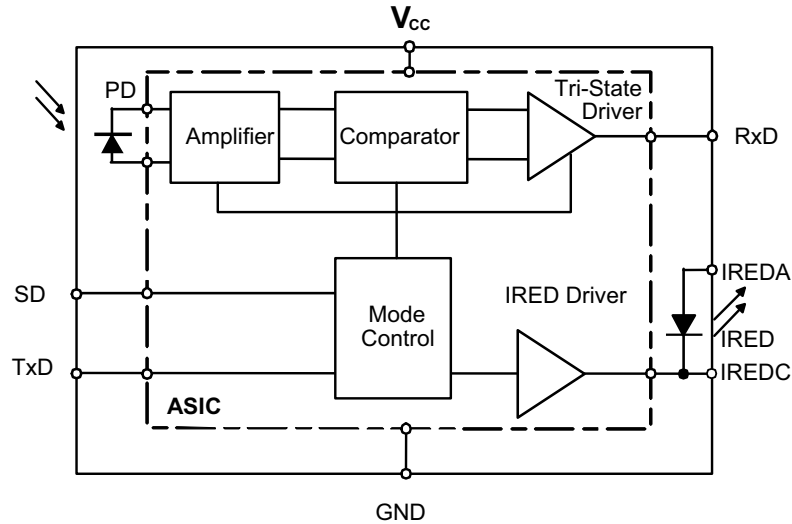 Vcc
PD
Tri-State
Driver
Amplifier
Comparator
RxD
IREDA
SD
IRED Driver
Mode
Control
IRED
TxD
IREDC
ASIC
GND